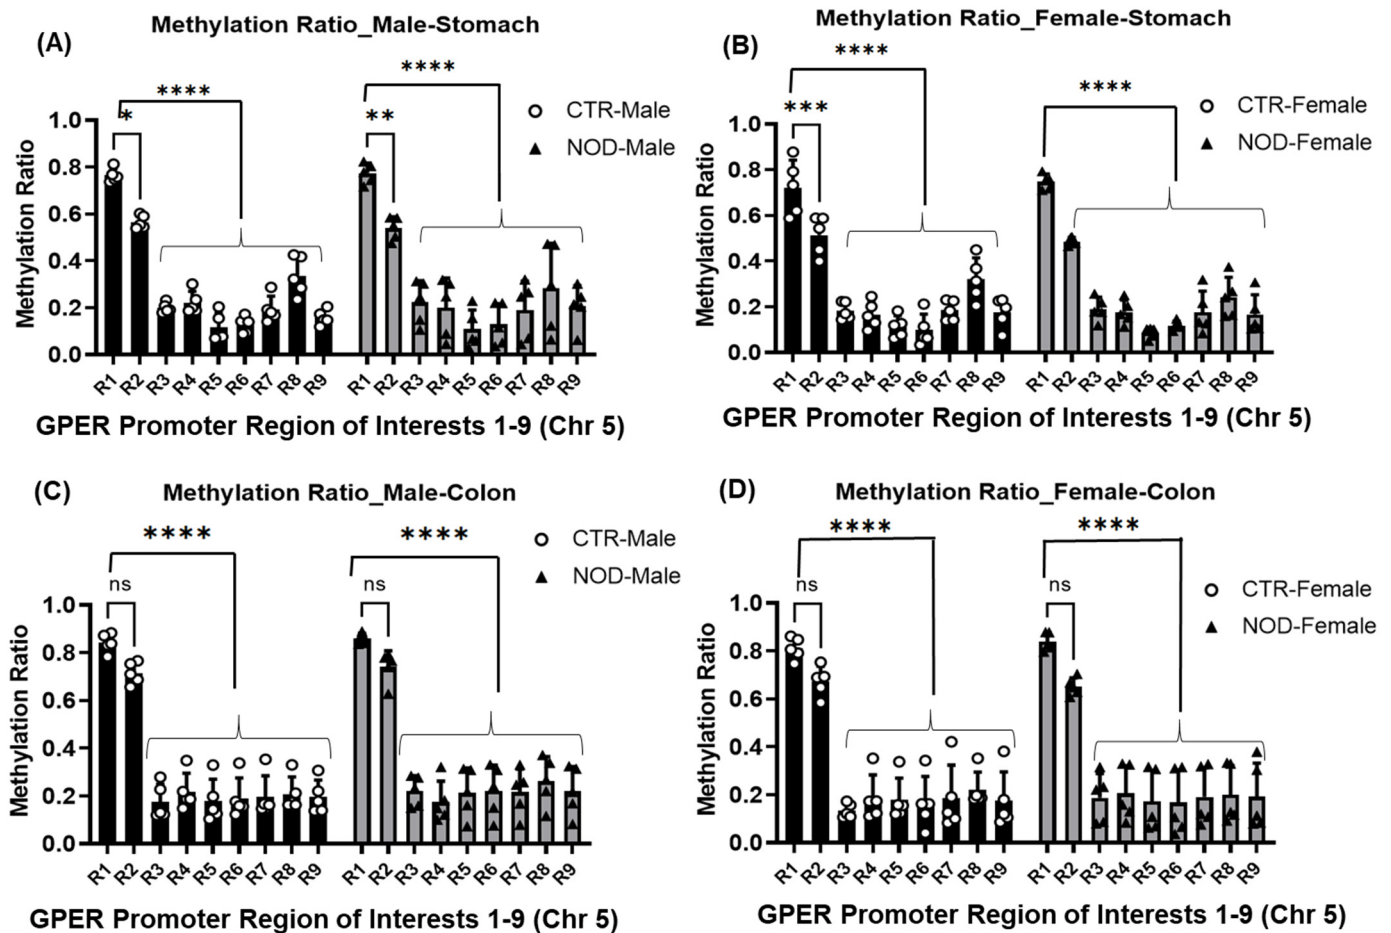 (A)
Methylation Ratio_Male-Stomach
****
*
****
**
CTR-Male
NOD-Male
Methylation Ratio
1.0
0.8
0.6
0.4
0.2
0.0
R1 R2 R3 R4 R5 R6 R7 R8 R9 R1 R2 R3 R4 R5 R6 R7 R8 R9
GPER Promoter Region of Interests 1-9 (Chr 5)
(B)
Methylation Ratio_Female-Stomach
****
***
****
CTR-Female
NOD-Female
Methylation Ratio
1.0
0.8
0.6
0.4
0.2
0.0
R1 R2 R3 R4 R5 R6 R7 R8 R9 R1 R2 R3 R4 R5 R6 R7 R8 R9
GPER Promoter Region of Interests 1-9 (Chr 5)
(C)
Methylation Ratio_Male-Colon
****
ns
****
ns
CTR-Male
NOD-Male
Methylation Ratio
1.0
0.8
0.6
0.4
0.2
0.0
R1 R2 R3 R4 R5 R6 R7 R8 R9 R1 R2 R3 R4 R5 R6 R7 R8 R9
GPER Promoter Region of Interests 1-9 (Chr 5)
(D)
Methylation Ratio_Female-Colon
****
ns
****
ns
CTR-Female
NOD-Female
Methylation Ratio
1.0
0.8
0.6
0.4
0.2
0.0
R1 R2 R3 R4 R5 R6 R7 R8 R9 R1 R2 R3 R4 R5 R6 R7 R8 R9
GPER Promoter Region of Interests 1-9 (Chr 5)